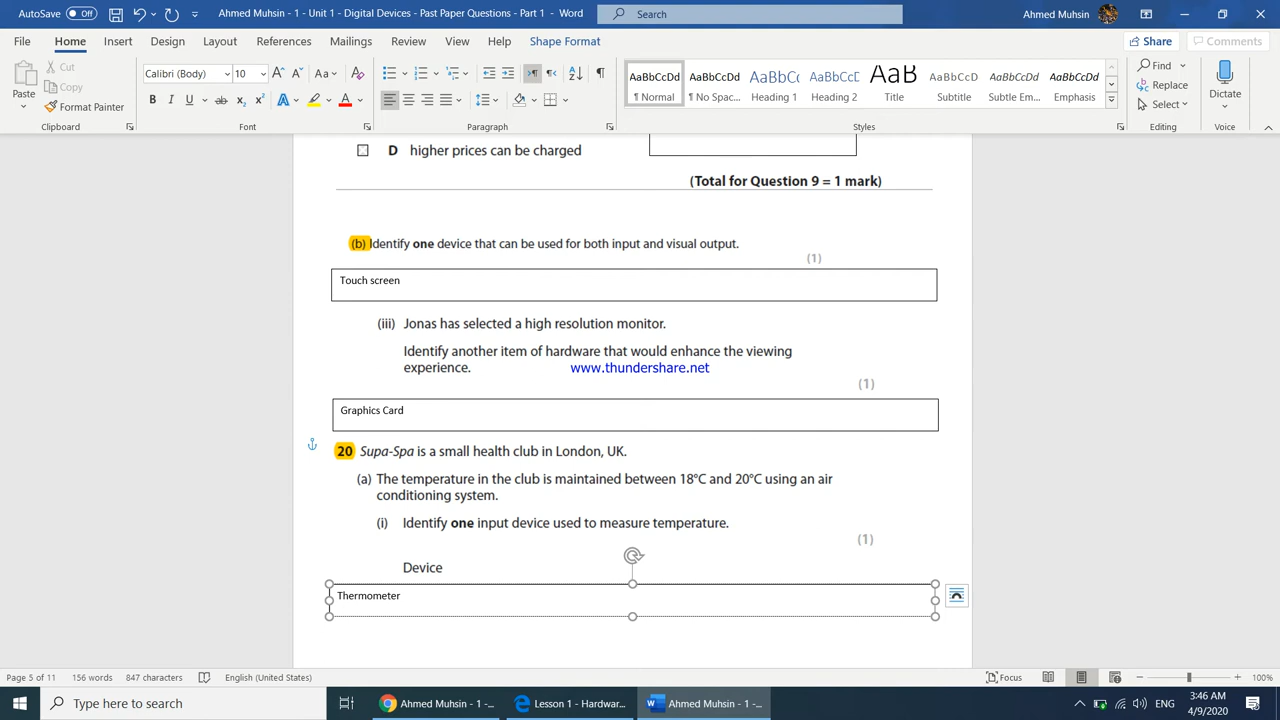 AutoSave Off Ahmed Muhsin - 1 - Unit 1 - Digital Devices - Past Paper Questions - Part 1 - Word Search Ahmed Muhsin
File Home Insert Design Layout References Mailings Review View Help Shape Format Share Comments
Paste Cut Copy Format Painter
Calibri (Body) 10
AaBbCcDd AaBbCcDd AaBbCc AaBbCcD AaB AaBbCcD AaBbCcDd AaBbCcDd
¶ Normal ¶ No Spac... Heading 1 Heading 2 Title Subtitle Subtle Em... Emphasis
Find Replace Select Dictate
Clipboard Font Paragraph Styles Editing Voice
D higher prices can be charged
(Total for Question 9 = 1 mark)
(b) Identify one device that can be used for both input and visual output.
(1)
Touch screen
(iii) Jonas has selected a high resolution monitor.
Identify another item of hardware that would enhance the viewing
experience. www.thundershare.net
(1)
Graphics Card
20 Supa-Spa is a small health club in London, UK.
(a) The temperature in the club is maintained between 18°C and 20°C using an air
conditioning system.
(i) Identify one input device used to measure temperature.
(1)
Device
Thermometer
Page 5 of 11 156 words 847 characters English (United States) Focus 100%
Type here to search Ahmed Muhsin - 1 -... Lesson 1 - Hardwar... Ahmed Muhsin - 1 -... ENG 3:46 AM
4/9/2020